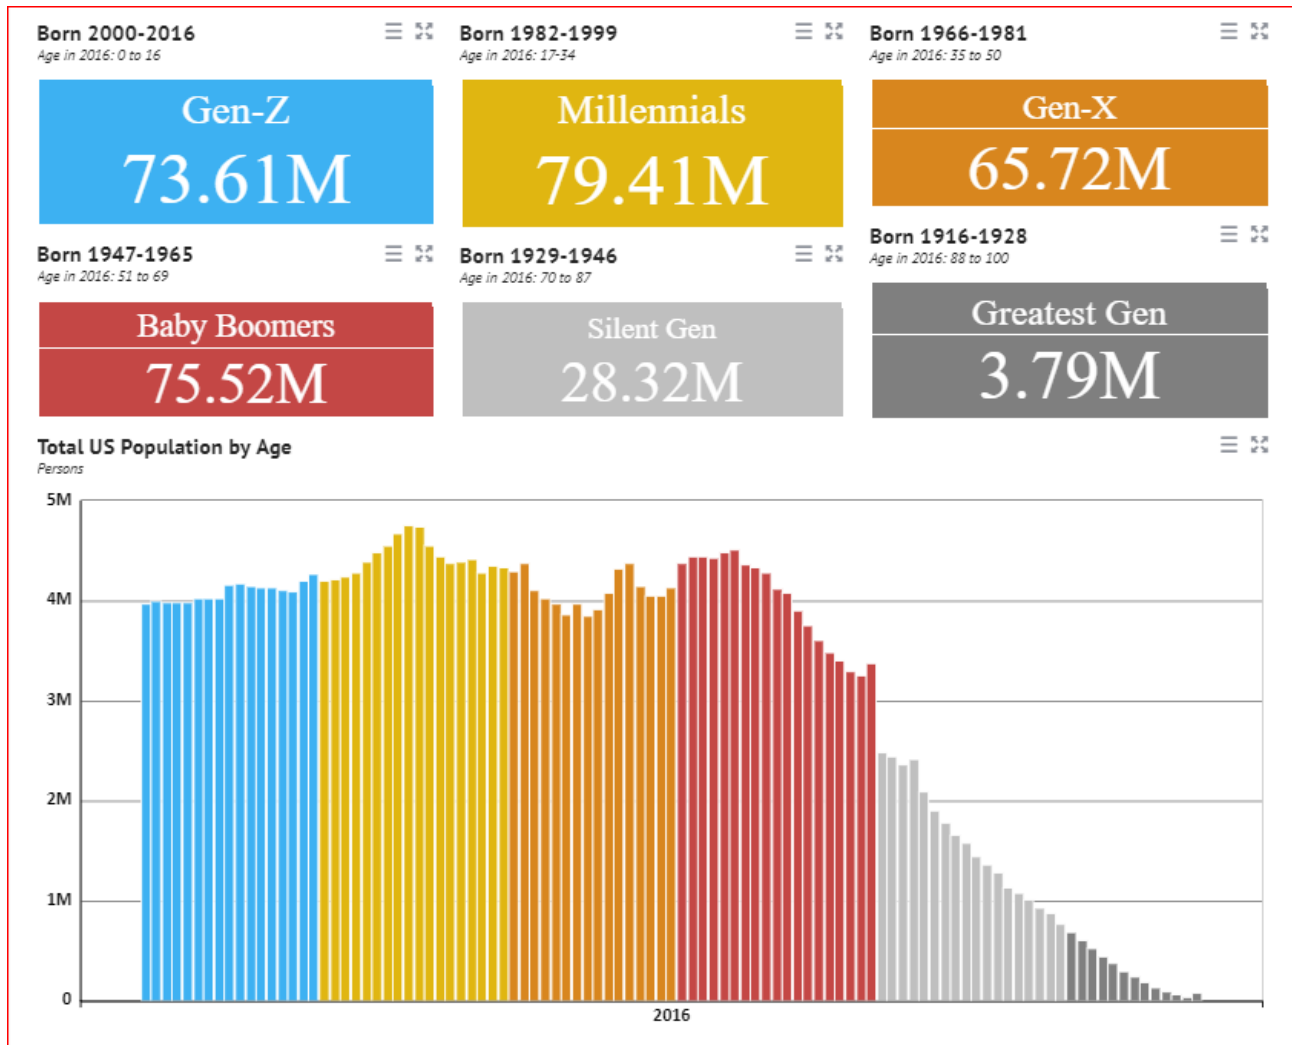 Born 2000-2016
Age in 2016: 0 to 16
Gen-Z
73.61M
Born 1982-1999
Age in 2016: 17-34
Millennials
79.41M
Born 1966-1981
Age in 2016: 35 to 50
Gen-X
65.72M
Born 1947-1965
Age in 2016: 51 to 69
Baby Boomers
75.52M
Born 1929-1946
Age in 2016: 70 to 87
Silent Gen
28.32M
Born 1916-1928
Age in 2016: 88 to 100
Greatest Gen
3.79M
Total US Population by Age
Persons
5M
4M
3M
2M
1M
0
2016